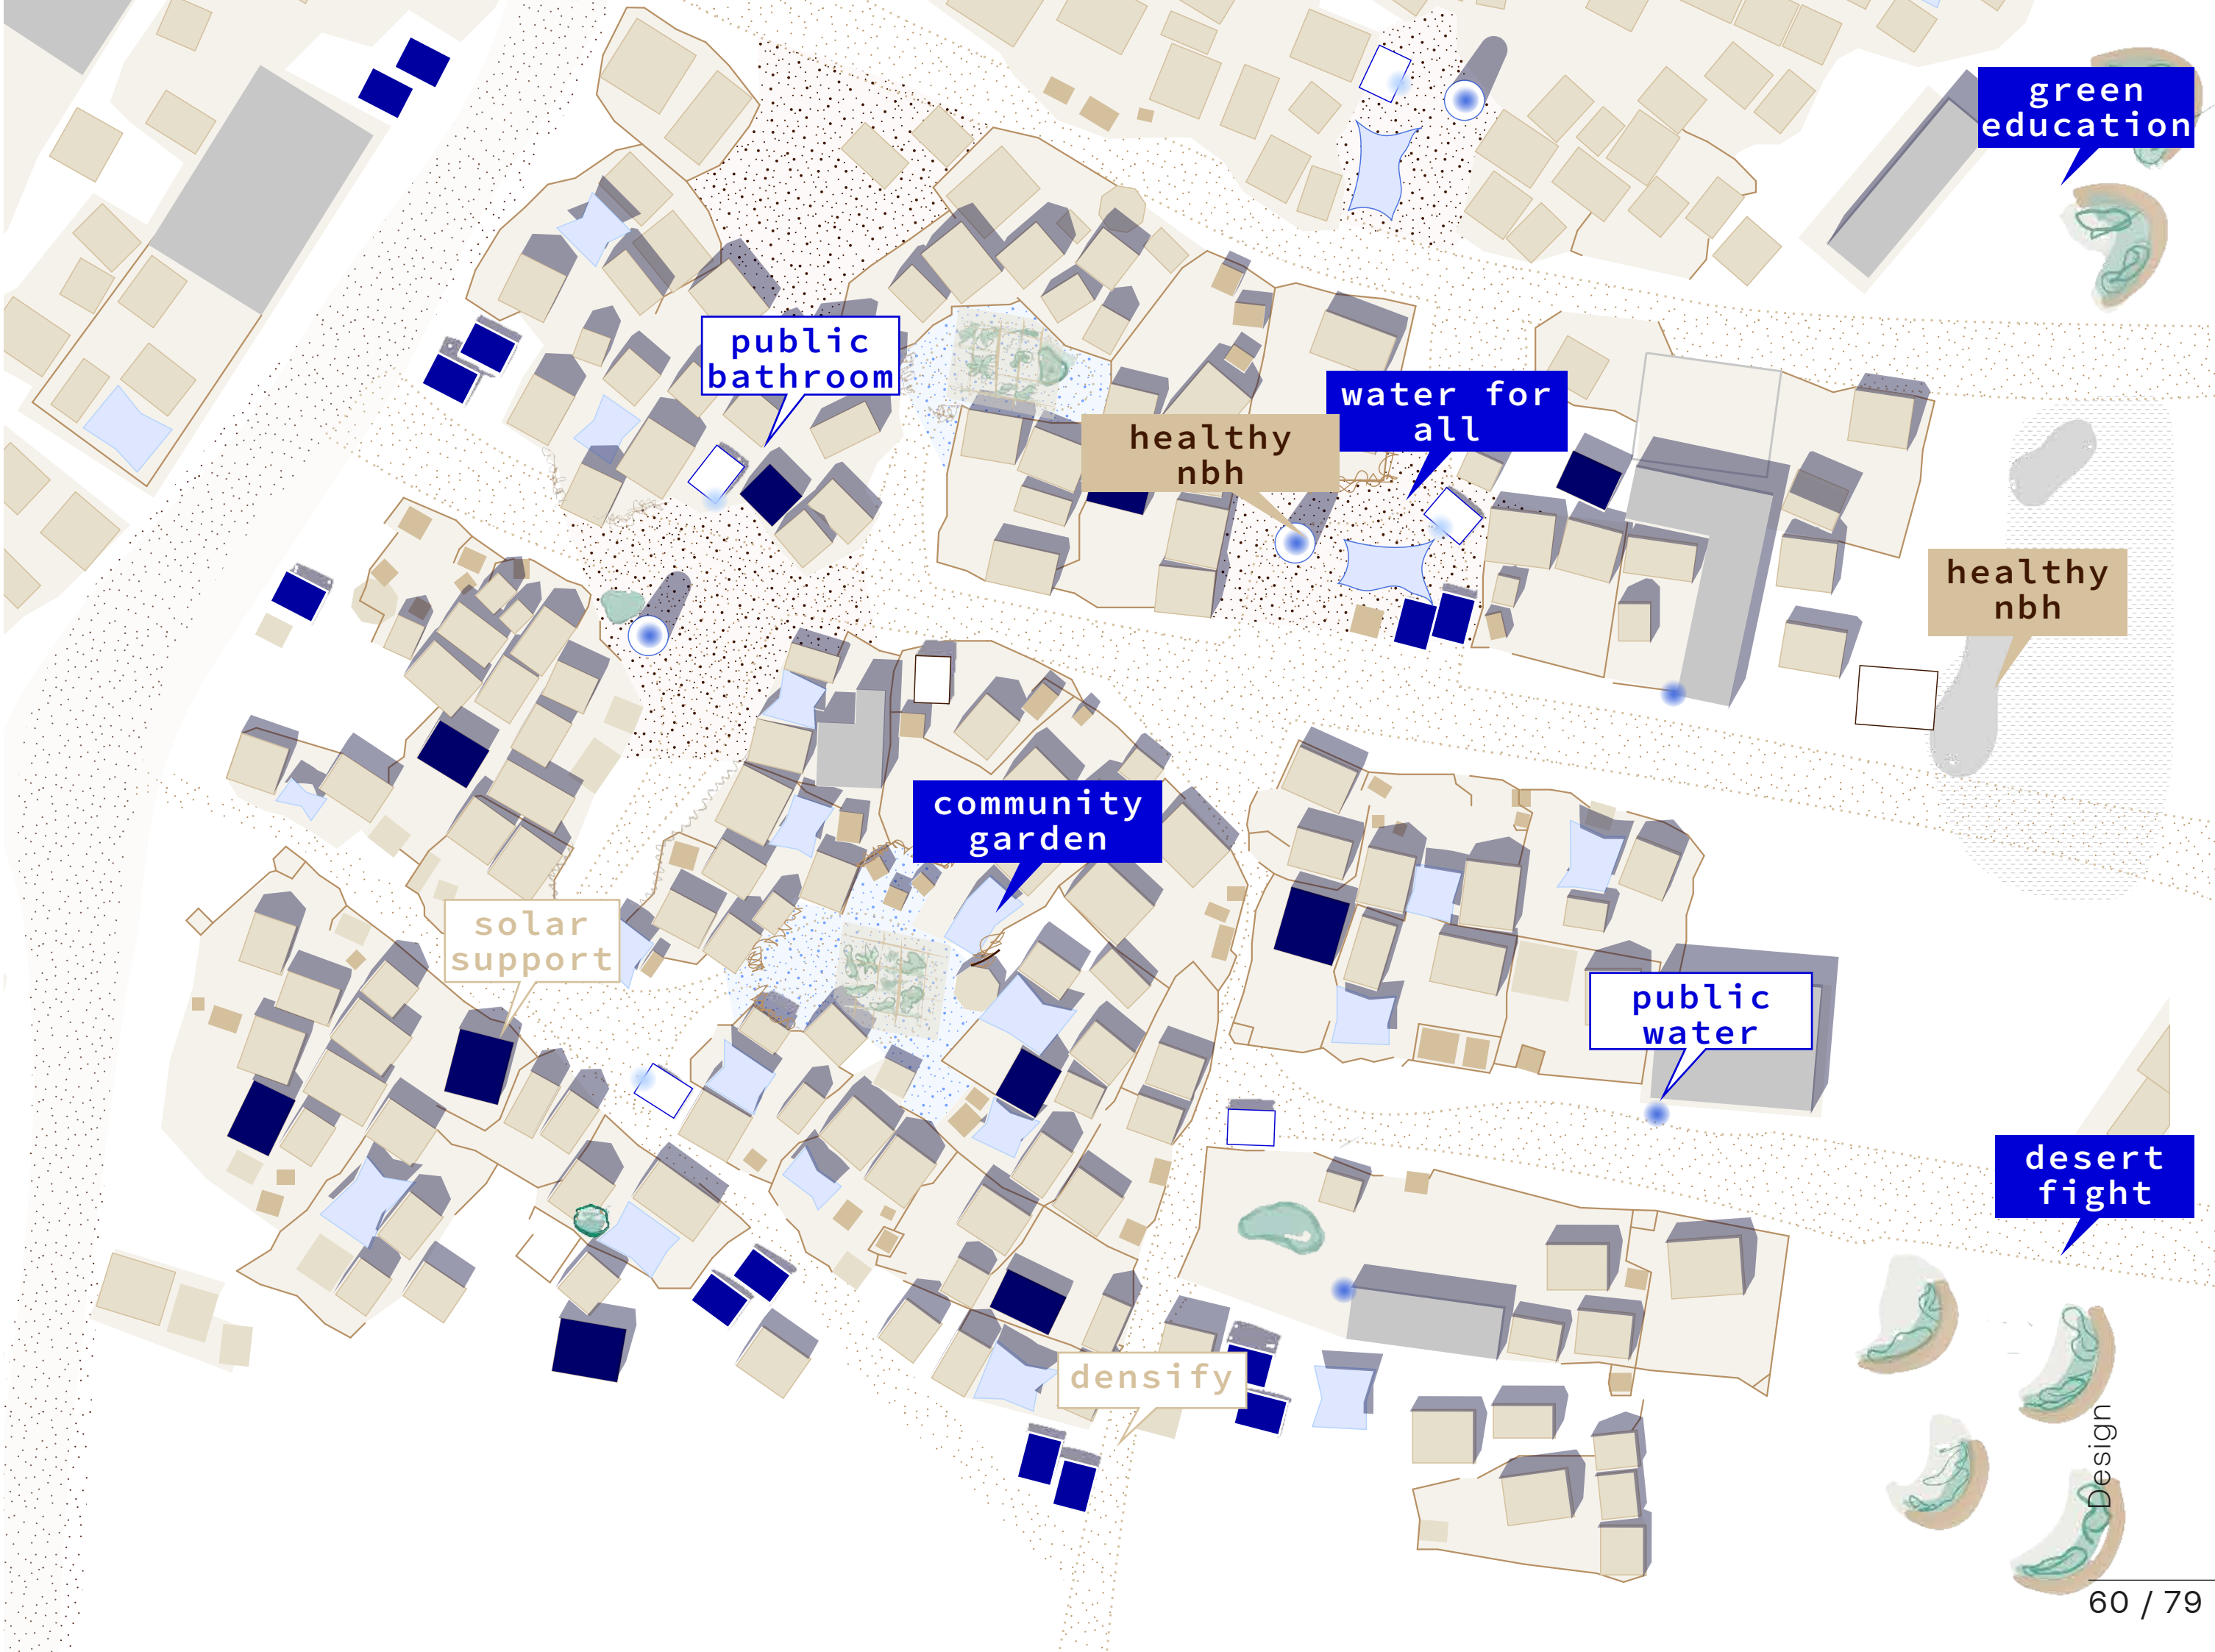 green
education
public
bathroom
water for
all
healthy
nbh
healthy
nbh
community
garden
solar
support
public
water
desert
fight
densify
Design
60 / 79